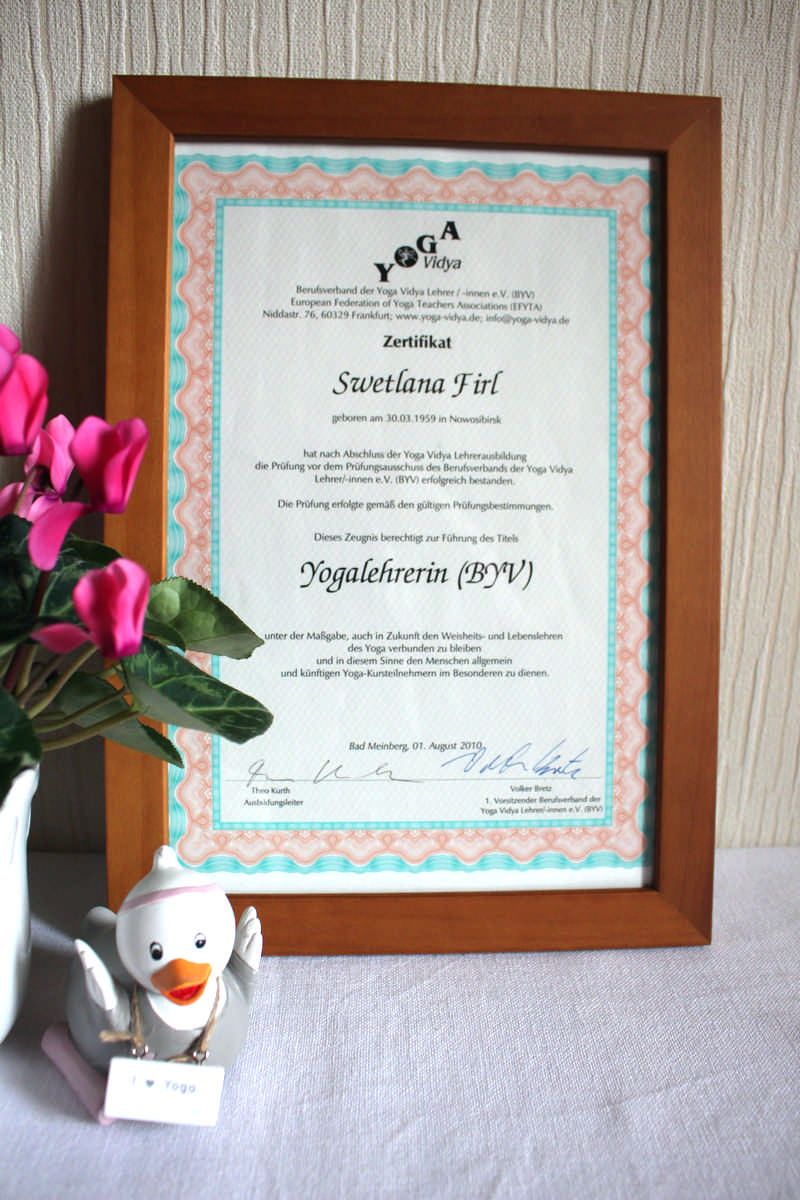 YOGA
Vidya
Berufsverband der Yoga Vidya Lehrer / -innen e.V. (BYV)
European Federation of Yoga Teachers Associations (EFYTA)
Niddastr. 76, 60329 Frankfurt; www.yoga-vidya.de; info@yoga-vidya.de
Zertifikat
Swetlana Firl
geboren am 30.03.1959 in Nowosibirsk
hat nach Abschluss der Yoga Vidya Lehrerausbildung
die Prüfung vor dem Prüfungsausschuss des Berufsverbands der Yoga Vidya
Lehrer/-innen e.V. (BYV) erfolgreich bestanden.
Die Prüfung erfolgte gemäß den gültigen Prüfungsbestimmungen.
Dieses Zeugnis berechtigt zur Führung des Titels
Yogalehrerin (BYV)
unter der Maßgabe, auch in Zukunft den Weisheits- und Lebenslehren
des Yoga verbunden zu bleiben
und in diesem Sinne den Menschen allgemein
und künftigen Yoga-Kursteilnehmern im Besonderen zu dienen.
Bad Meinberg, 01. August 2010
Theo Kurth
Ausbildungsleiter
Volker Bretz
1. Vorsitzender Berufsverband der
Yoga Vidya Lehrer/-innen e.V. (BYV)
I ♥ Yoga